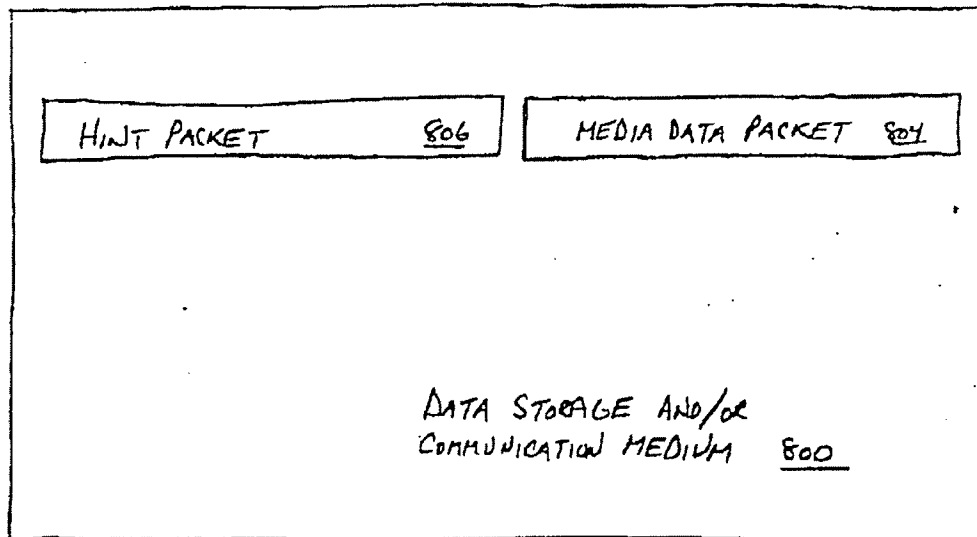 HINT PACKET 806
MEDIA DATA PACKET 804
DATA STORAGE AND/OR
COMMUNICATION MEDIUM 800